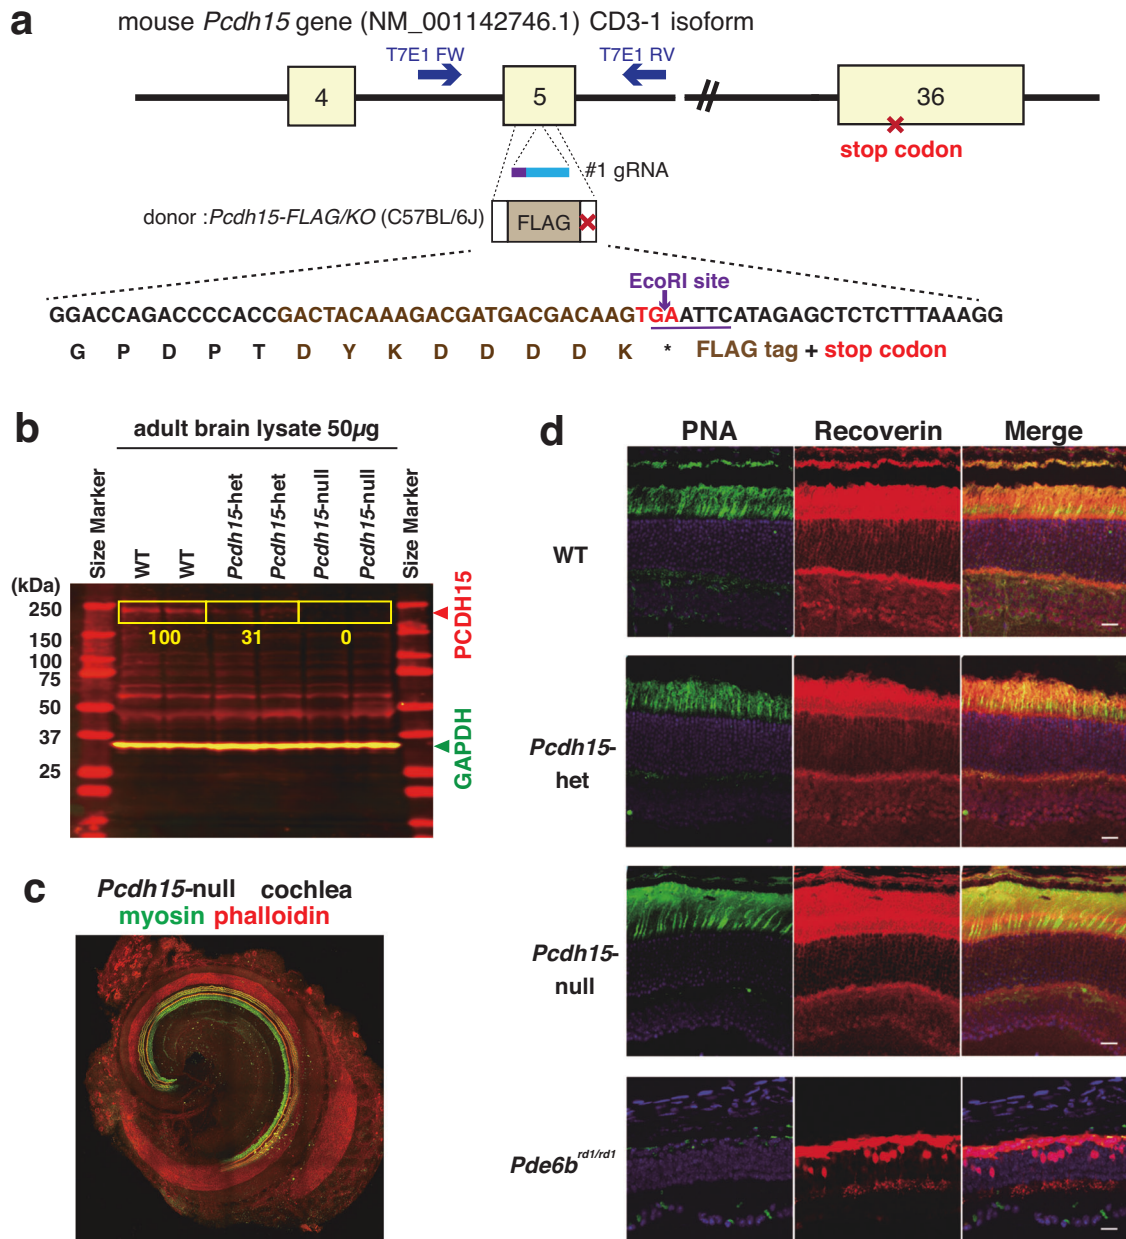 a
mouse Pcdh15 gene (NM_001142746.1) CD3-1 isoform
T7E1 FW
T7E1 RV
4
5
36
stop codon
#1 gRNA
donor :Pcdh15-FLAG/KO (C57BL/6J)
FLAG
EcoRI site
GGACCAGACCCCACCGACTACAAAGACGATGACGACAAGTGAATTCATAGAGCTCTCTTTAAAGG
G P D P T D Y K D D D D K * FLAG tag + stop codon
b
adult brain lysate 50µg
Size Marker
WT
WT
Pcdh15-het
Pcdh15-het
Pcdh15-null
Pcdh15-null
Size Marker
(kDa)
250
150
100
75
50
37
25
100
31
0
PCDH15
GAPDH
c
Pcdh15-null cochlea
myosin phalloidin
d
PNA
Recoverin
Merge
WT
Pcdh15-
het
Pcdh15-
null
Pde6b rd1/rd1